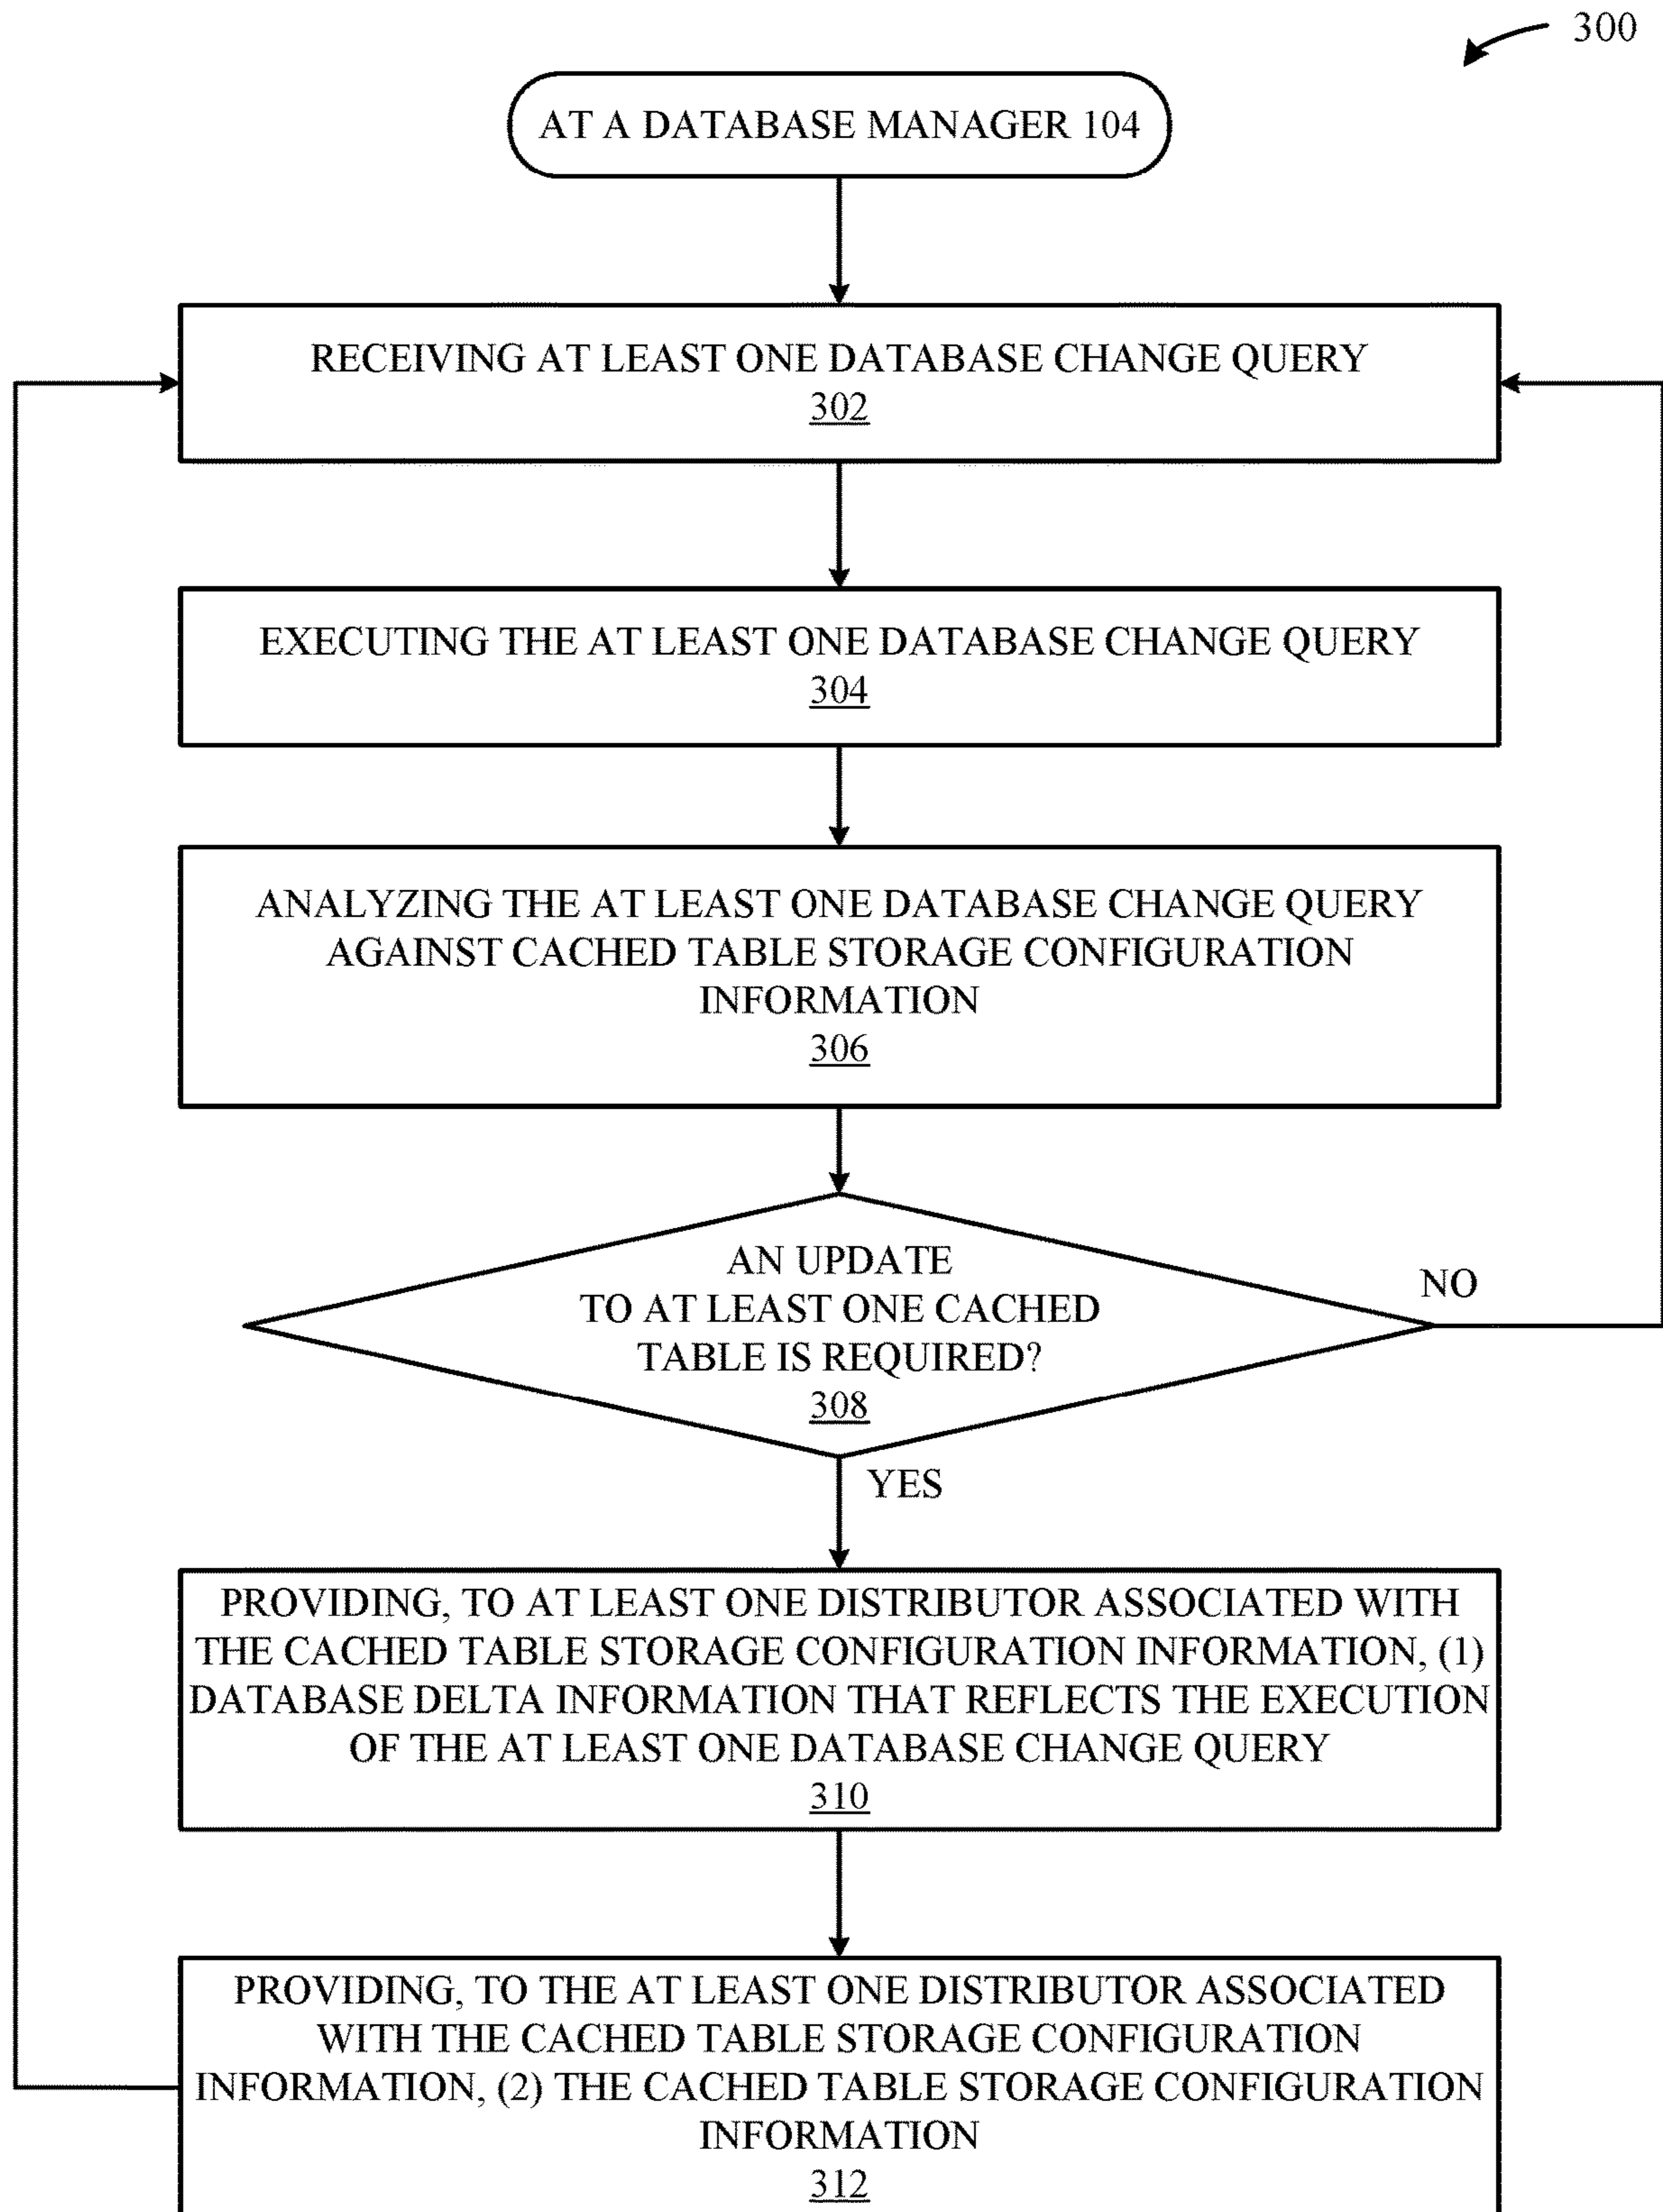 300
AT A DATABASE MANAGER 104
RECEIVING AT LEAST ONE DATABASE CHANGE QUERY
302
EXECUTING THE AT LEAST ONE DATABASE CHANGE QUERY
304
ANALYZING THE AT LEAST ONE DATABASE CHANGE QUERY
AGAINST CACHED TABLE STORAGE CONFIGURATION
INFORMATION
306
AN UPDATE
TO AT LEAST ONE CACHED
TABLE IS REQUIRED?
308
NO
YES
PROVIDING, TO AT LEAST ONE DISTRIBUTOR ASSOCIATED WITH
THE CACHED TABLE STORAGE CONFIGURATION INFORMATION, (1)
DATABASE DELTA INFORMATION THAT REFLECTS THE EXECUTION
OF THE AT LEAST ONE DATABASE CHANGE QUERY
310
PROVIDING, TO THE AT LEAST ONE DISTRIBUTOR ASSOCIATED
WITH THE CACHED TABLE STORAGE CONFIGURATION
INFORMATION, (2) THE CACHED TABLE STORAGE CONFIGURATION
INFORMATION
312